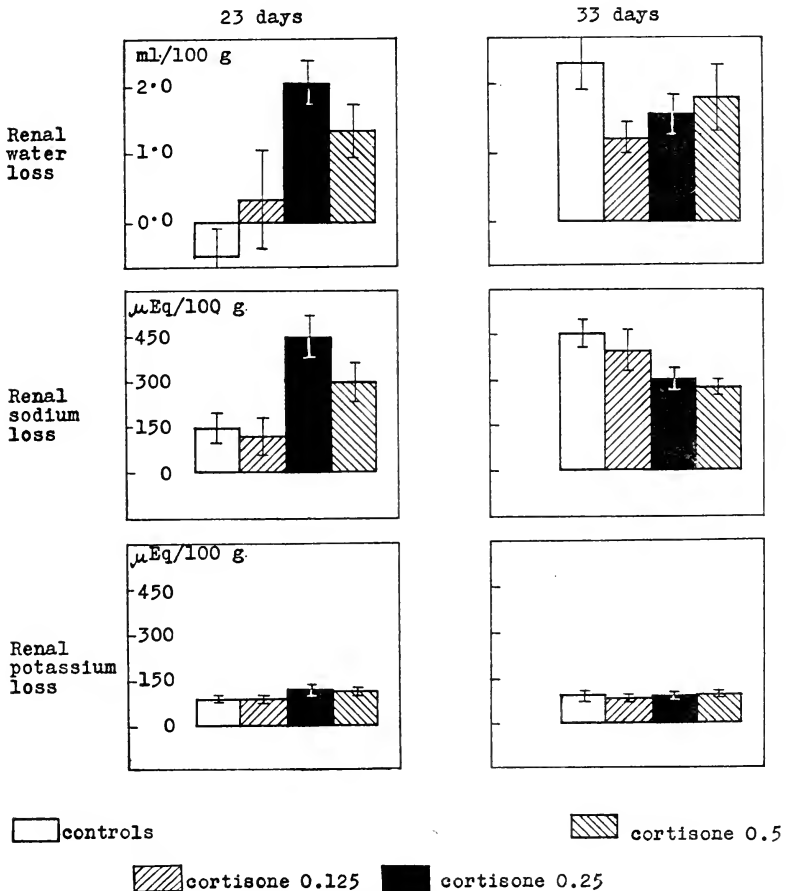 23 days
33 days
ml/100 g
2·0
1·0
0·0
Renal
water
loss
μEq/100 g.
450
300
150
0
Renal
sodium
loss
μEq/100 g.
450
300
150
0
Renal
potassium
loss
controls
cortisone 0.5
cortisone 0.125
cortisone 0.25